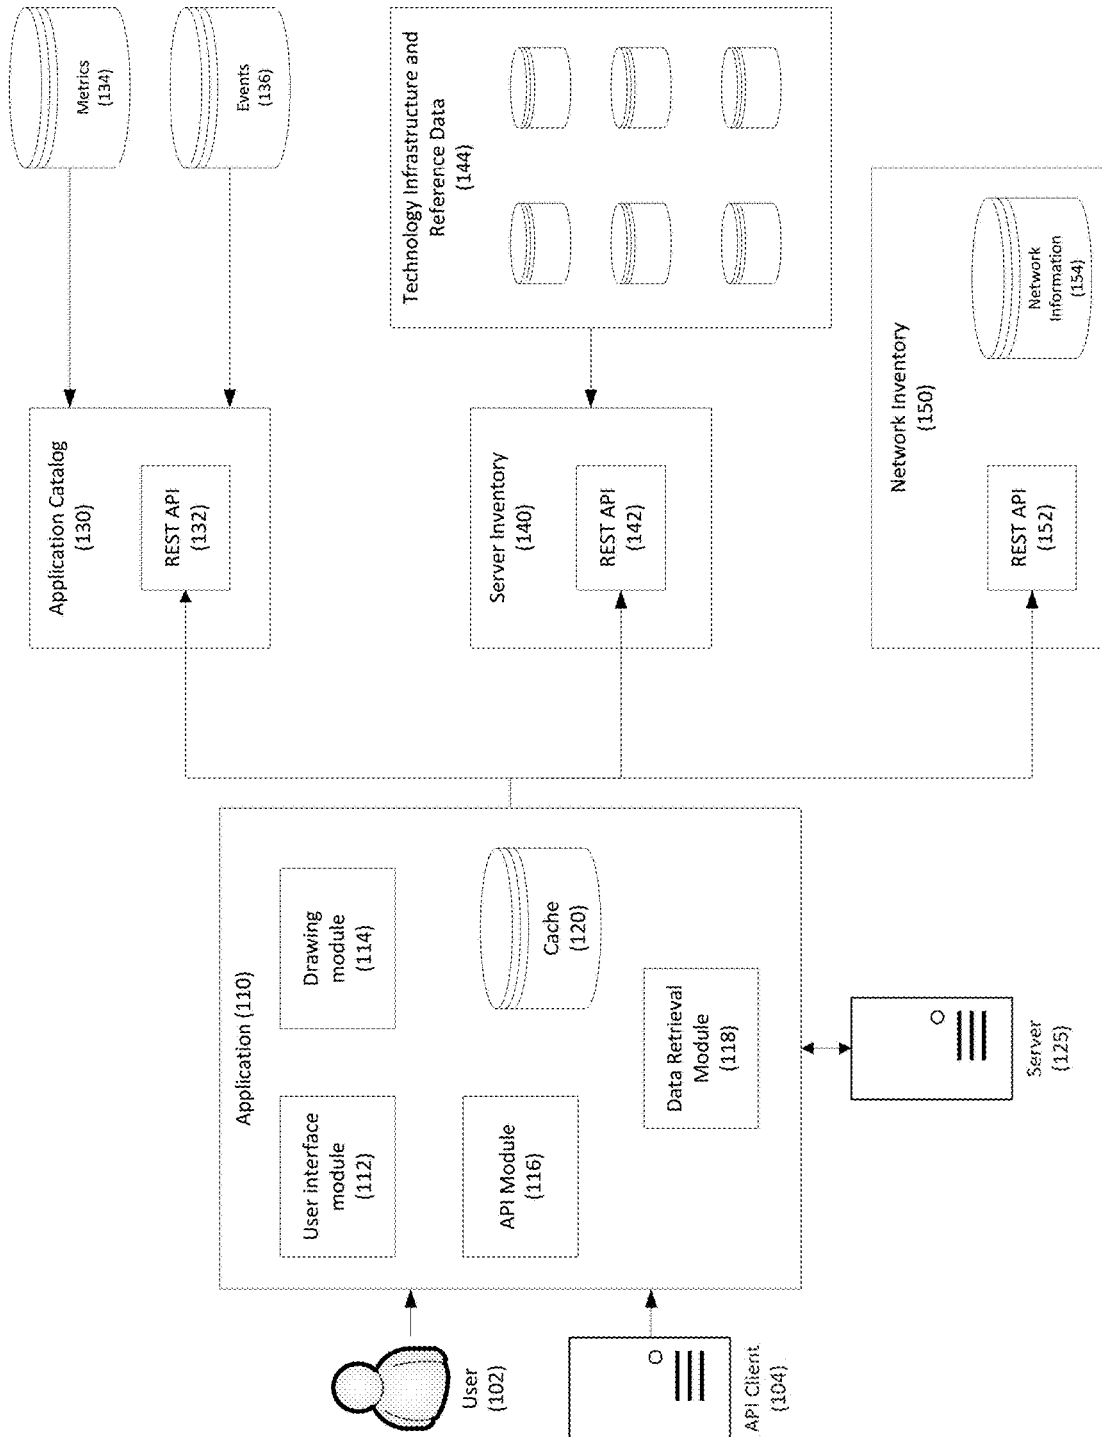 User
(102)
API Client
(104)
Application (110)
User interface
module
(112)
Drawing
module
(114)
API Module
(116)
Cache
(120)
Data Retrieval
Module
(118)
Server
(125)
Application Catalog
(130)
REST API
(132)
Metrics
(134)
Events
(136)
Server Inventory
(140)
REST API
(142)
Technology Infrastructure and
Reference Data
(144)
Network Inventory
(150)
REST API
(152)
Network
Information
(154)